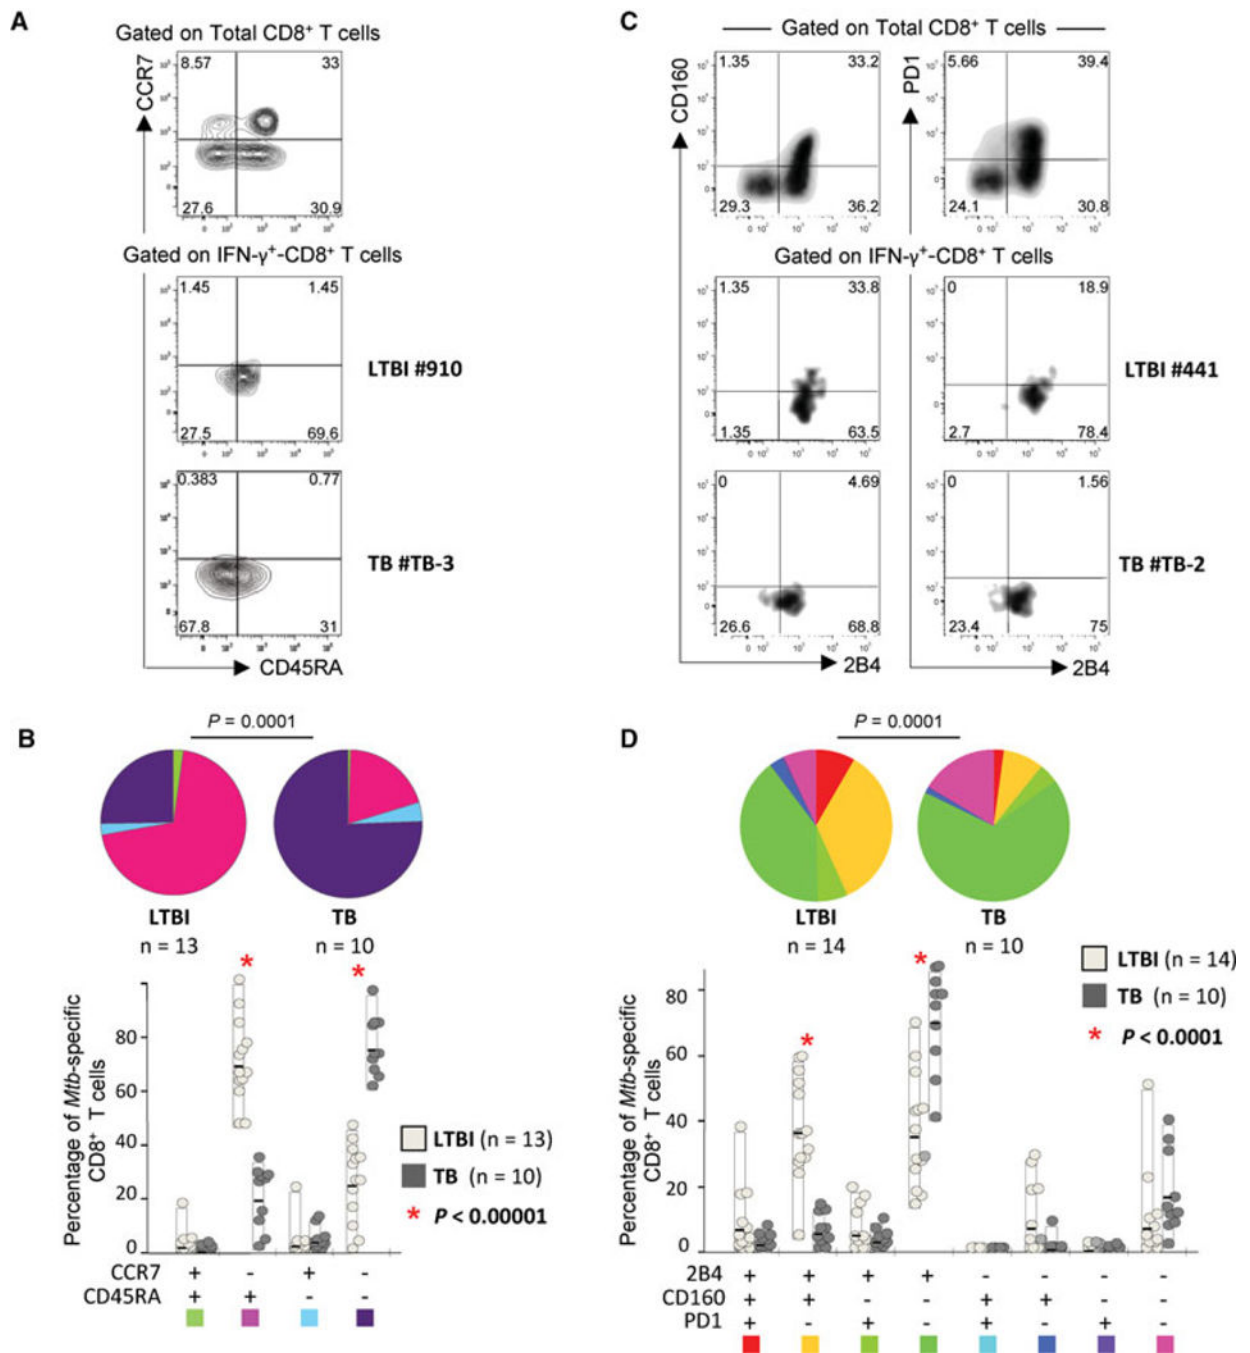 A
Gated on Total CD8+ T cells
CCR7
8.57 33
27.6 30.9
Gated on IFN-γ+-CD8+ T cells
1.45 1.45
LTBI #910
27.5 69.6
0.383 0.77
TB #TB-3
67.8 31
CD45RA
C
Gated on Total CD8+ T cells
CD160
1.35 33.2
29.3 36.2
PD1
5.66 39.4
24.1 30.8
Gated on IFN-γ+-CD8+ T cells
1.35 33.8
1.35 63.5
0 18.9
2.7 78.4
LTBI #441
0 4.69
26.6 68.8
0 1.56
23.4 75
TB #TB-2
2B4 2B4
B
P = 0.0001
LTBI TB
n = 13 n = 10
Percentage of Mtb-specific
CD8+ T cells
80
60
40
20
0
* *
LTBI (n = 13)
TB (n = 10)
* P < 0.00001
CCR7 + - + -
CD45RA + + - -
D
P = 0.0001
LTBI TB
n = 14 n = 10
LTBI (n = 14)
TB (n = 10)
* P < 0.0001
Percentage of Mtb-specific
CD8+ T cells
80
60
40
20
0
* *
2B4 + + + + - - - -
CD160 + + - - + + - -
PD1 + - + - + - + -